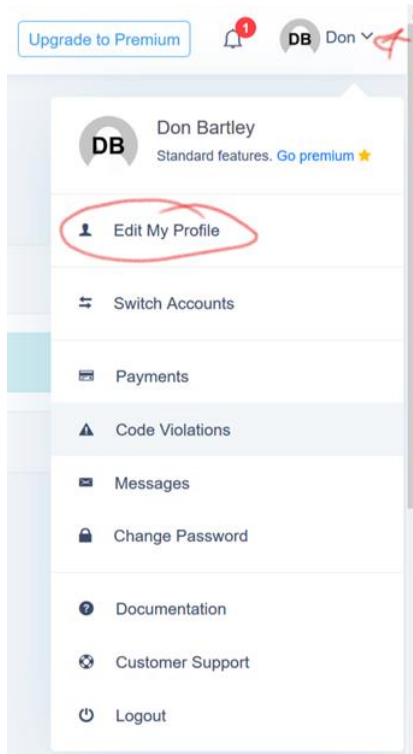 Upgrade to Premium 1 DB Don
DB Don Bartley
Standard features. Go premium
Edit My Profile
Switch Accounts
Payments
Code Violations
Messages
Change Password
Documentation
Customer Support
Logout